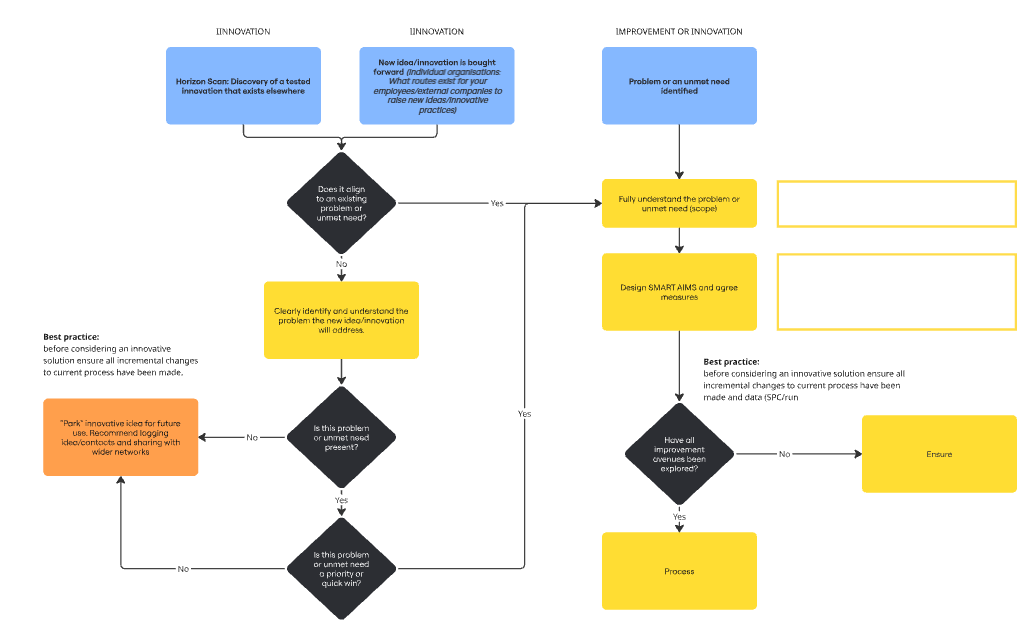 IINNOVATION
IINNOVATION
IMPROVEMENT OR INNOVATION
Horizon Scan: Discovery of a tested
innovation that exists elsewhere
New idea/innovation is bought
forward (Individual organisations:
What routes exist for your
employees/external companies to
raise new ideas/innovative
practices)
Problem or an unmet need
identified
Does it align
to an existing
problem or
unmet need?
Yes
Fully understand the problem or
unmet need (scope)
No
Clearly identify and understand the
problem the new idea/innovation
will address.
Design SMART AIMS and agree
measures
Best practice:
before considering an innovative
solution ensure all incremental changes
to current process have been made.
Best practice:
before considering an innovative solution ensure all
incremental changes to current process have been
made and data (SPC/run
"Park" innovative idea for future
use. Recommend logging
idea/contacts and sharing with
wider networks
No
Is this problem
or unmet need
present?
Yes
Have all
improvement
avenues been
explored?
No
Ensure
Yes
Yes
No
Is this problem
or unmet need
a priority or
quick win?
Process